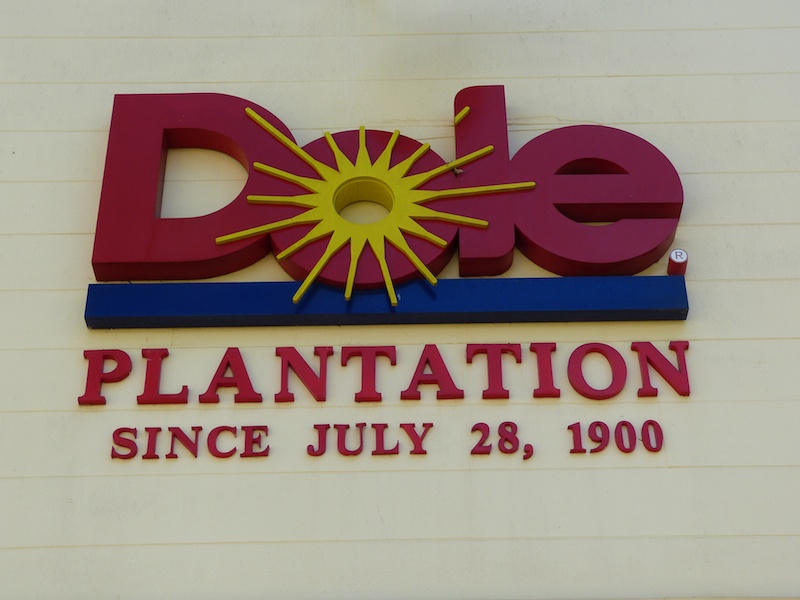 Dole ®
PLANTATION
SINCE JULY 28, 1900